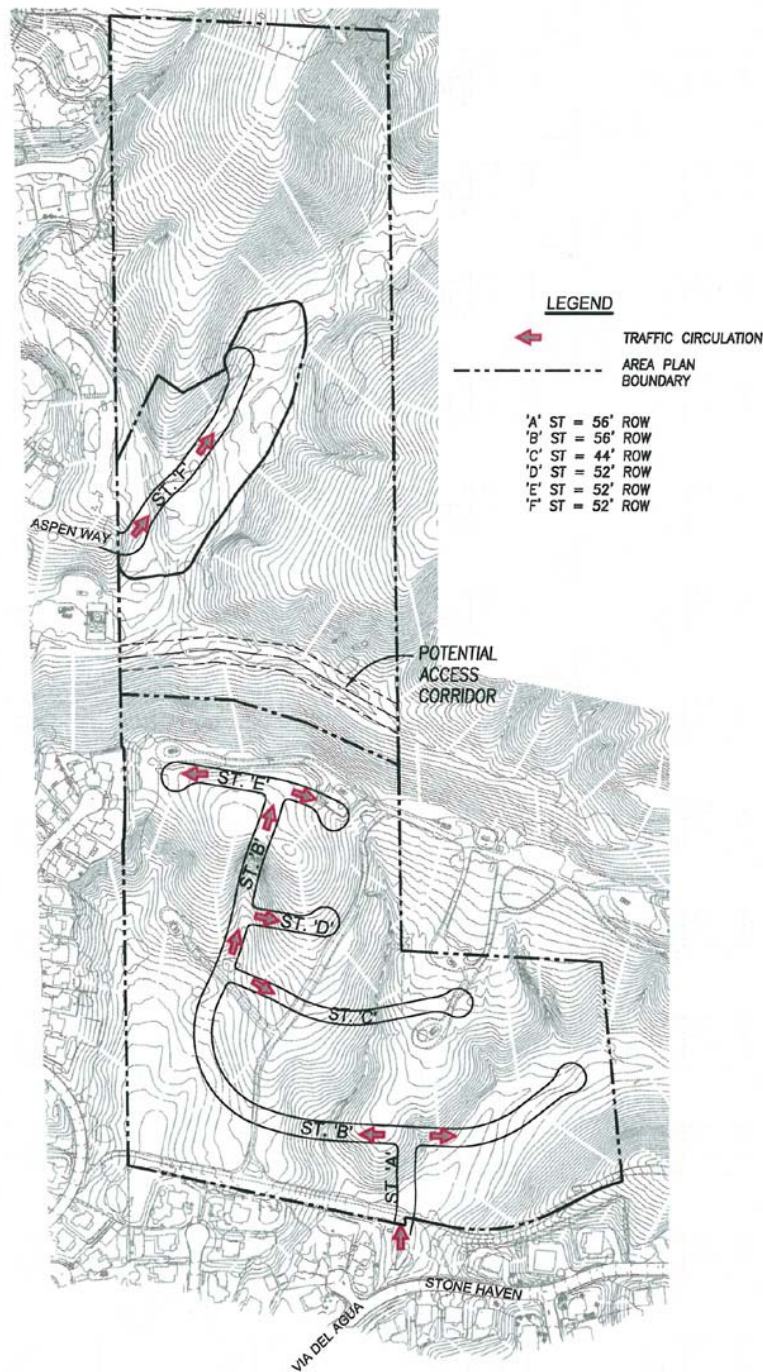 LEGEND
TRAFFIC CIRCULATION
AREA PLAN
BOUNDARY
'A' ST = 56' ROW
'B' ST = 56' ROW
'C' ST = 44' ROW
'D' ST = 52' ROW
'E' ST = 52' ROW
'F' ST = 52' ROW
ST. 'F'
ASPEN WAY
POTENTIAL
ACCESS
CORRIDOR
ST. 'E'
ST. 'B'
ST. 'D'
ST. 'C'
ST. 'B'
ST. 'A'
STONE HAVEN
VIA DEL AGUA